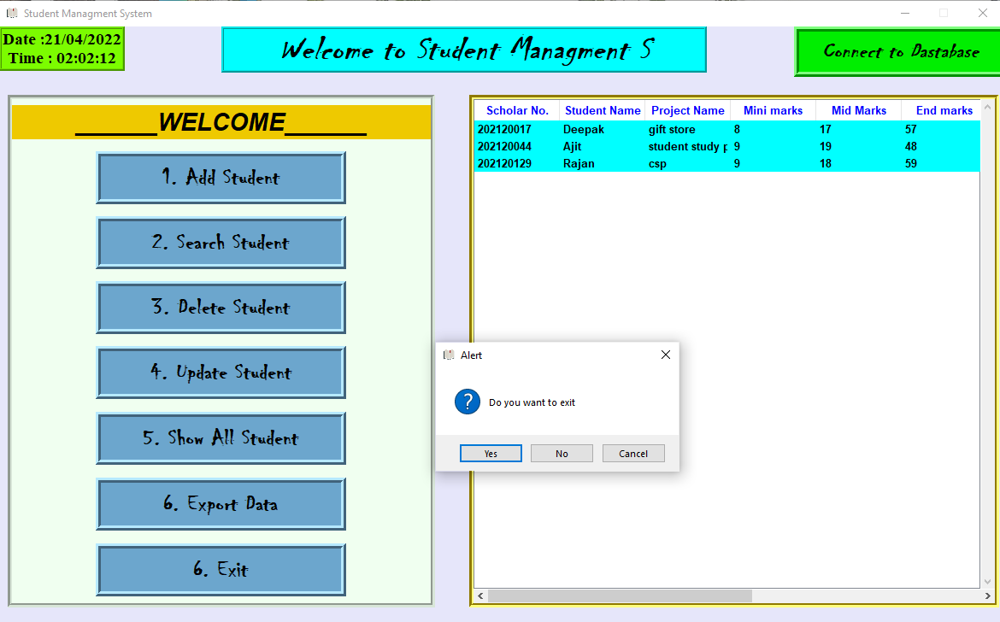 Student Managment System
Date :21/04/2022
Time : 02:02:12
Welcome to Student Managment S
Connect to Dastabase
______WELCOME______
1. Add Student
2. Search Student
3. Delete Student
4. Update Student
5. Show All Student
6. Export Data
6. Exit
Scholar No. Student Name Project Name Mini marks Mid Marks End marks
202120017 Deepak gift store 8 17 57
202120044 Ajit student study p 9 19 48
202120129 Rajan csp 9 18 59
Alert
Do you want to exit
Yes No Cancel